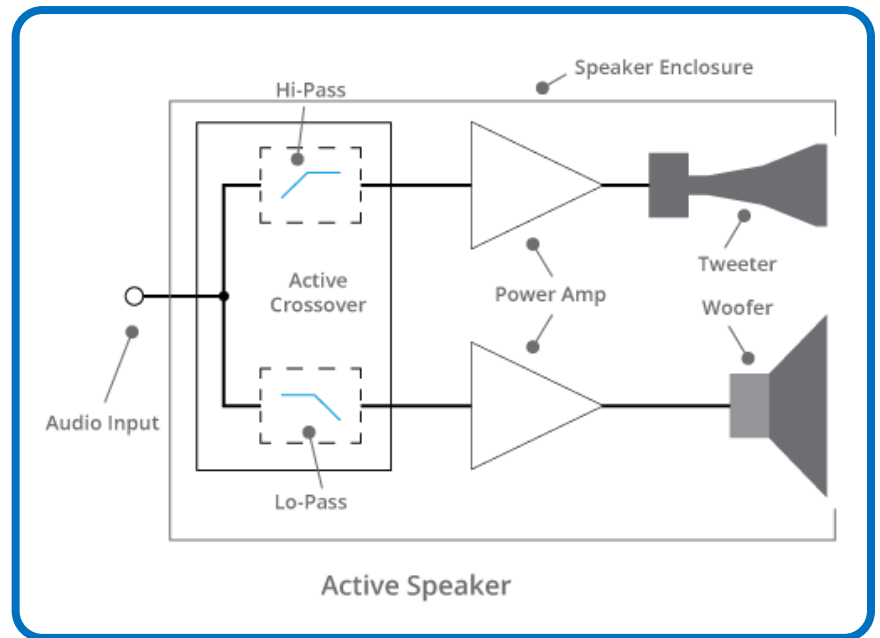 Speaker Enclosure
Hi-Pass
Active
Crossover
Tweeter
Power Amp
Woofer
Audio Input
Lo-Pass
Active Speaker